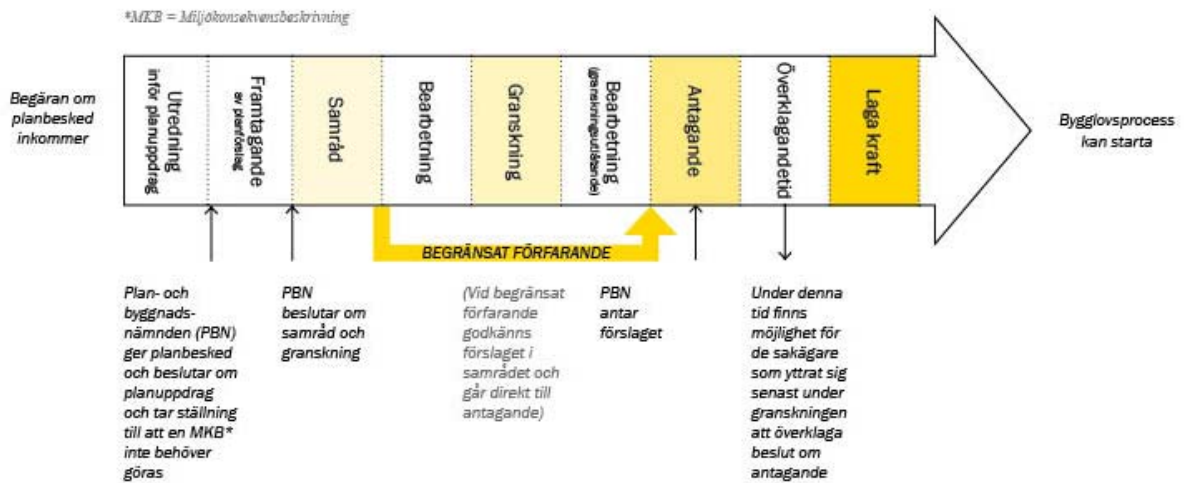 *MKB = Miljökonsekvensbeskrivning
Begäran om
planbesked
inkommer
Utredning
inför planuppdrag
Framtagande
av planförslag
Samråd
Bearbetning
Granskning
Bearbetning
(granskningsutlåtande)
Antagande
Överklagandetid
Laga kraft
Bygglovsprocess
kan starta
BEGRÄNSAT FÖRFARANDE
Plan- och
byggnads-
nämnden (PBN)
ger planbesked
och beslutar om
planuppdrag
och tar ställning
till att en MKB*
inte behöver
göras
PBN
beslutar om
samråd och
granskning
(Vid begränsat
förfarande
godkänns
förslaget i
samrådet och
går direkt till
antagande)
PBN
antar
förslaget
Under denna
tid finns
möjlighet för
de sakägare
som yttrat sig
senast under
granskningen
att överklaga
beslut om
antagande